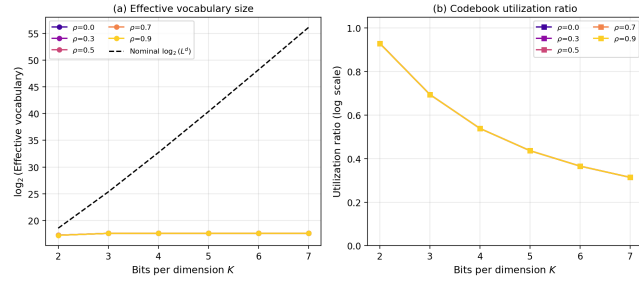 (a) Effective vocabulary size
log₂(Effective vocabulary)
55
50
45
40
35
30
25
20
ρ=0.0 ρ=0.7
ρ=0.3 ρ=0.9
ρ=0.5 Nominal log₂(Lᵈ)
2 3 4 5 6 7
Bits per dimension K
(b) Codebook utilization ratio
Utilization ratio (log scale)
1.0
0.8
0.6
0.4
0.2
0.0
ρ=0.0 ρ=0.7
ρ=0.3 ρ=0.9
ρ=0.5
2 3 4 5 6 7
Bits per dimension K